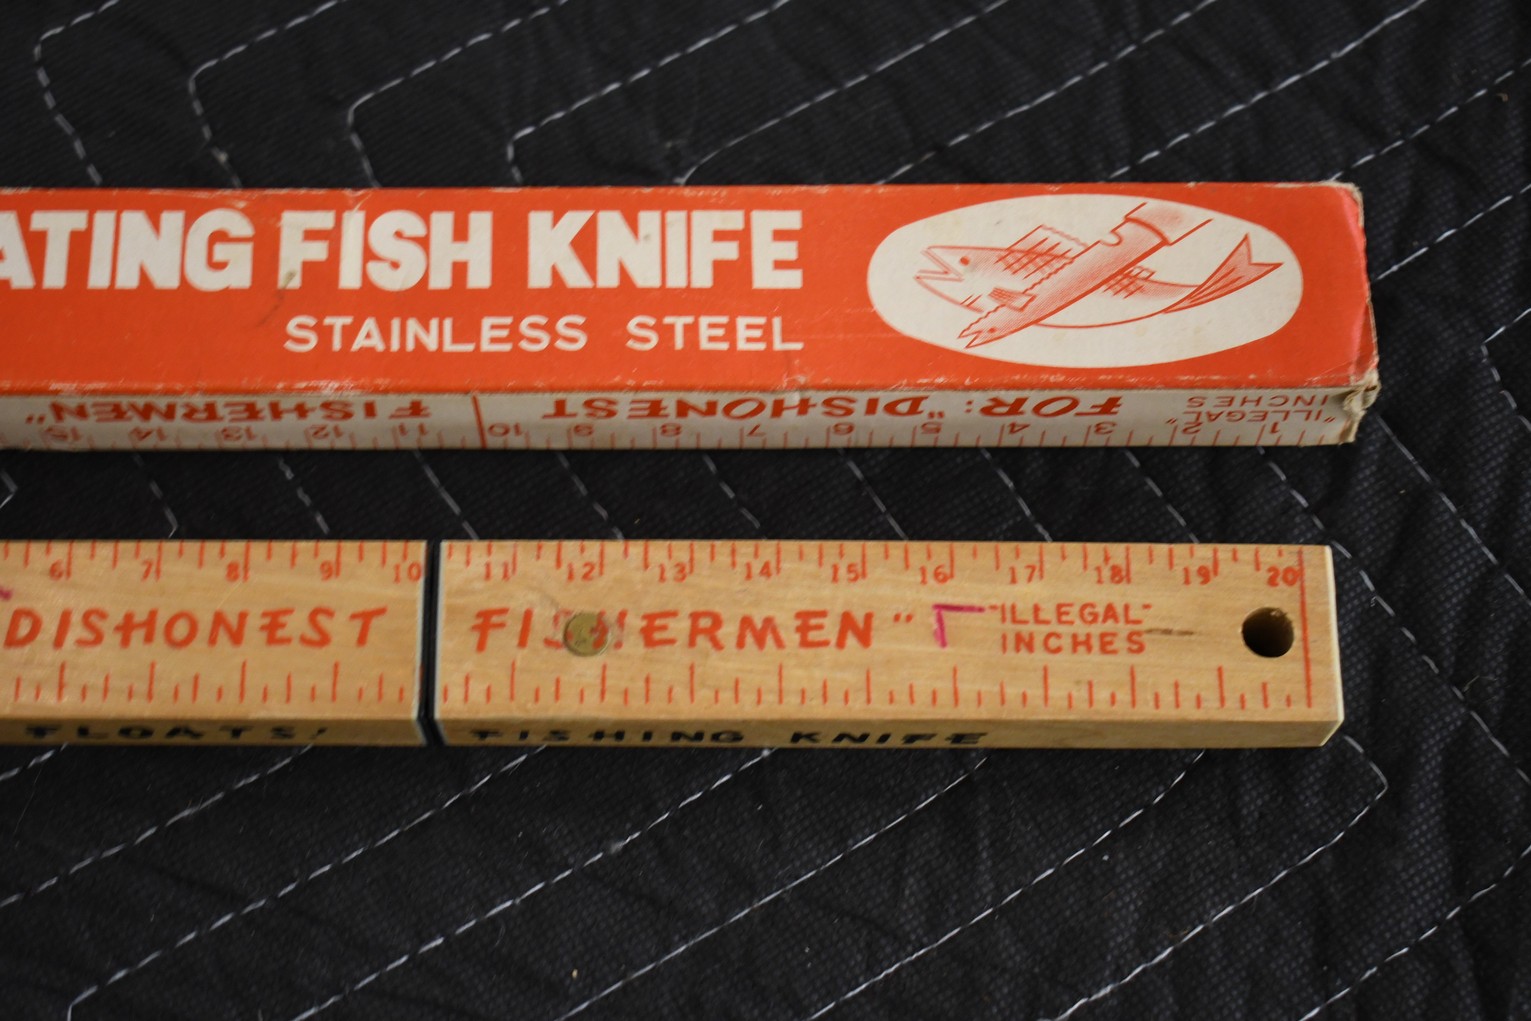 ATING FISH KNIFE
STAINLESS STEEL
"ILLEGAL"
INCHES
FOR: "DISHONEST
FISHERMEN"
1 2 3 4 5 6 7 8 9 10 11 12 13 14 15
6 7 8 9 10 11 12 13 14 15 16 17 18 19 20
DISHONEST FISHERMEN" "ILLEGAL"
INCHES
FLOATS! FISHING KNIFE